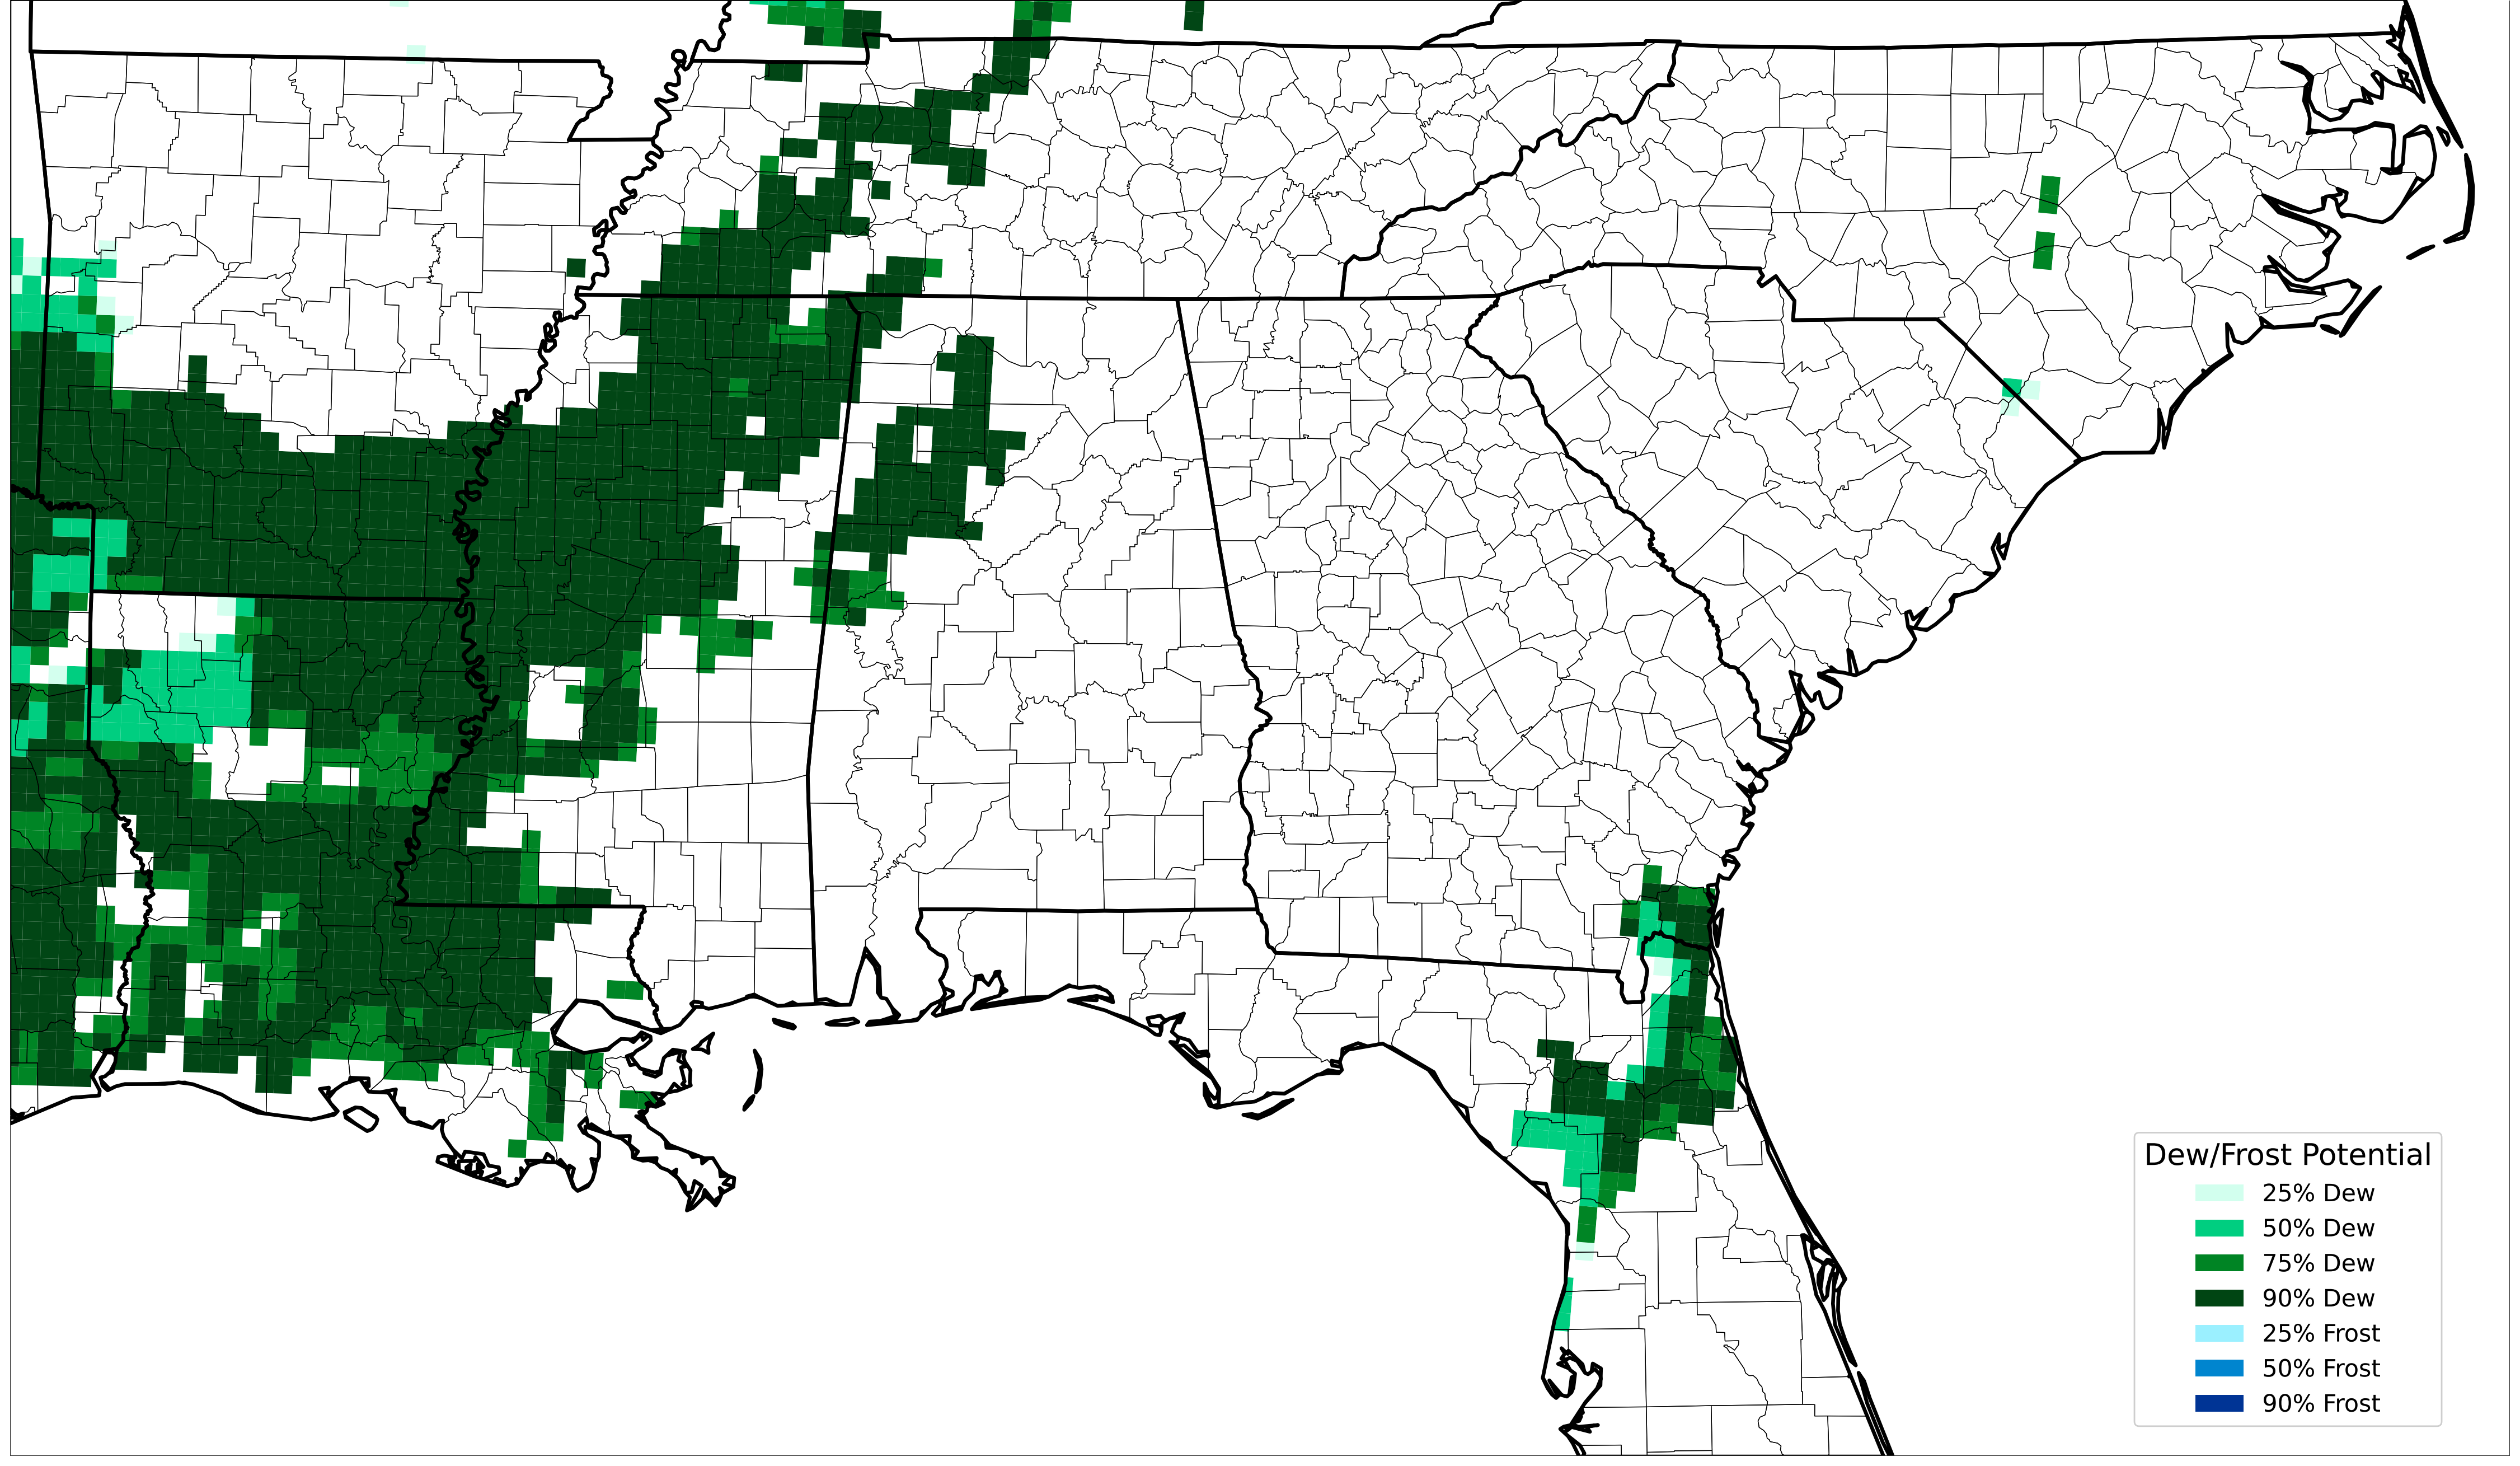 Dew/Frost Potential
25% Dew
50% Dew
75% Dew
90% Dew
25% Frost
50% Frost
90% Frost